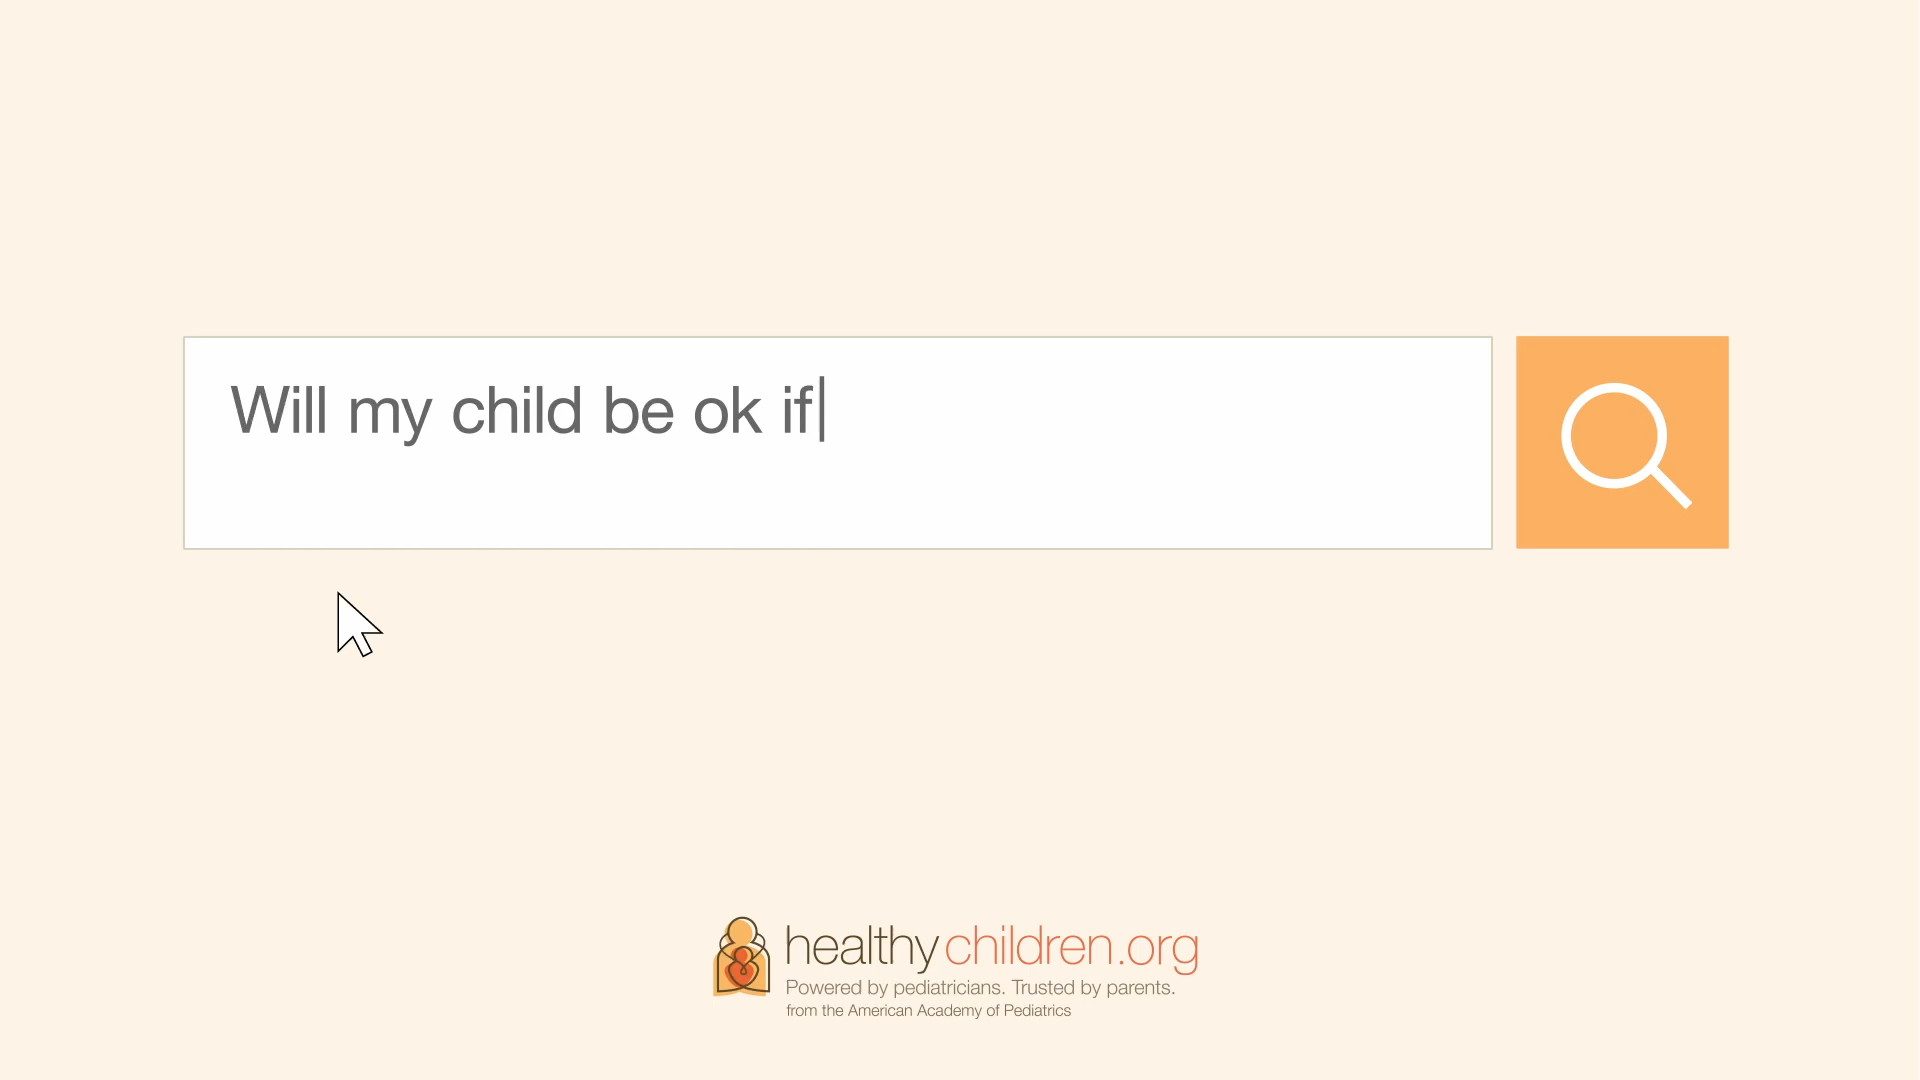 Will my child be ok if
healthychildren.org
Powered by pediatricians. Trusted by parents.
from the American Academy of Pediatrics